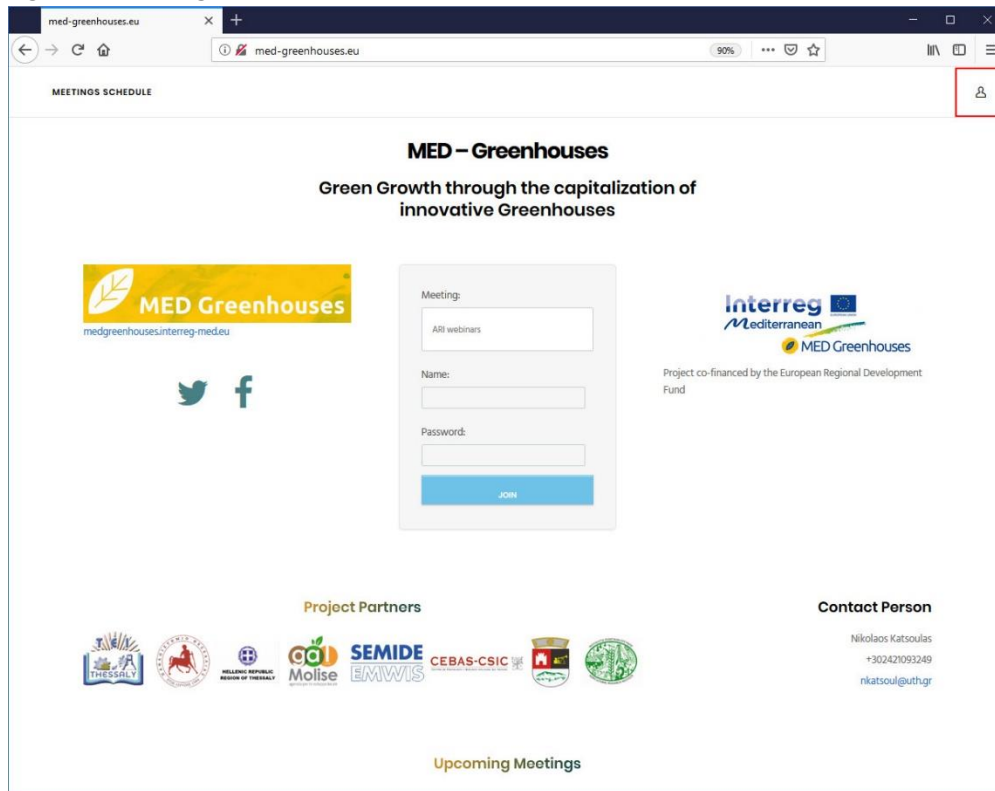 med-greenhouses.eu
med-greenhouses.eu
90%
MEETINGS SCHEDULE
MED – Greenhouses
Green Growth through the capitalization of
innovative Greenhouses
MED Greenhouses
medgreenhouses.interreg-med.eu
Meeting:
ARI webinars
Name:
Password:
JOIN
Interreg
Mediterranean
MED Greenhouses
Project co-financed by the European Regional Development
Fund
Project Partners
THESSALY
HELLENIC REPUBLIC
REGION OF THESSALY
Molise
SEMIDE
EMWIS
CEBAS-CSIC
Contact Person
Nikolaos Katsoulas
+302421093249
nkatsoul@uth.gr
Upcoming Meetings